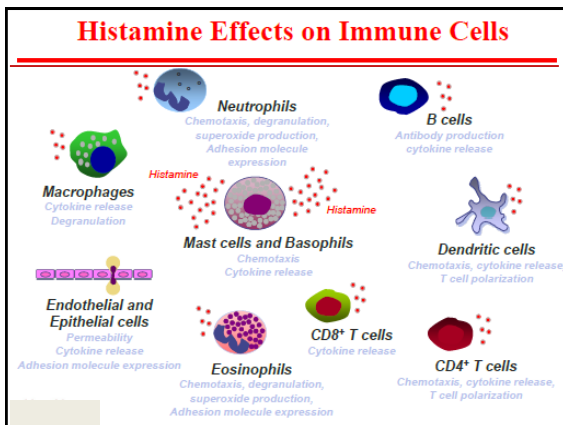 Histamine Effects on Immune Cells
Neutrophils
Chemotaxis, degranulation,
superoxide production,
Adhesion molecule
expression
B cells
Antibody production
cytokine release
Macrophages
Cytokine release
Degranulation
Histamine
Histamine
Mast cells and Basophils
Chemotaxis
Cytokine release
Dendritic cells
Chemotaxis, cytokine release,
T cell polarization
Endothelial and
Epithelial cells
Permeability
Cytokine release
Adhesion molecule expression
Eosinophils
Chemotaxis, degranulation,
superoxide production,
Adhesion molecule expression
CD8⁺ T cells
Cytokine release
CD4⁺ T cells
Chemotaxis, cytokine release,
T cell polarization